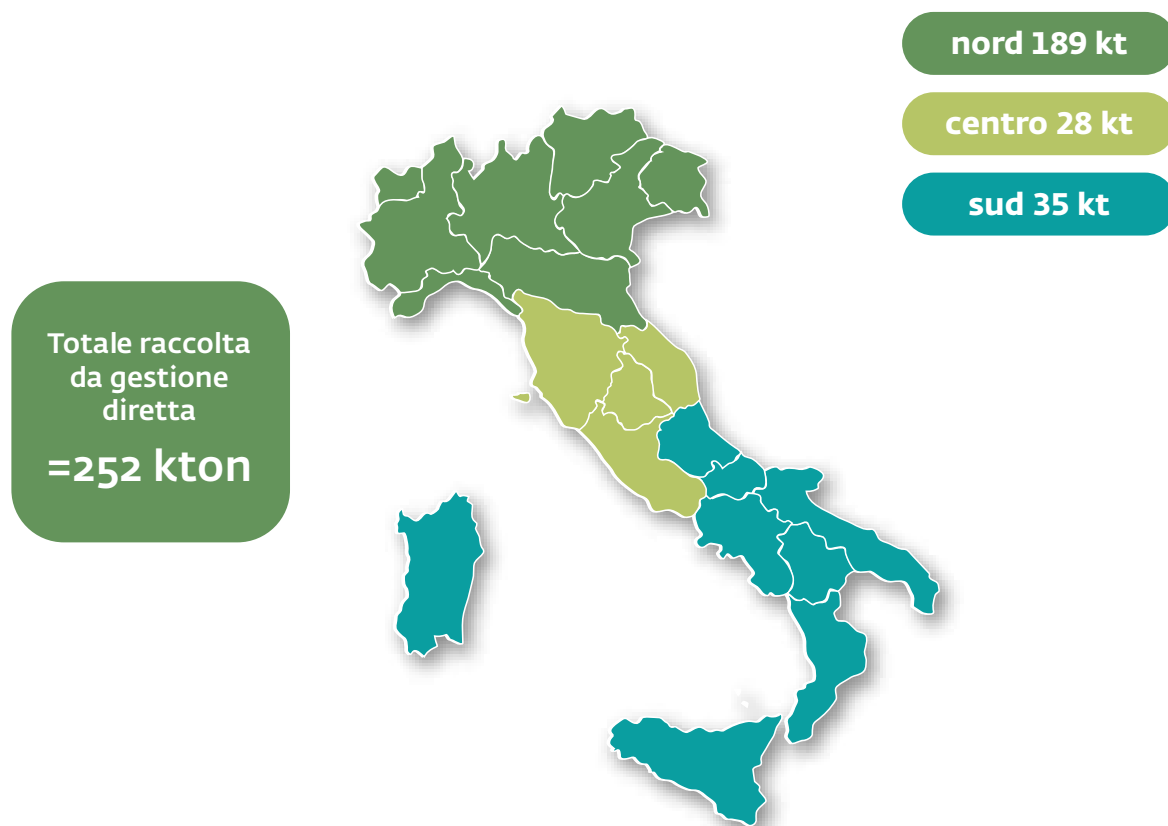 nord 189 kt
centro 28 kt
sud 35 kt
Totale raccolta
da gestione
diretta
=252 kton